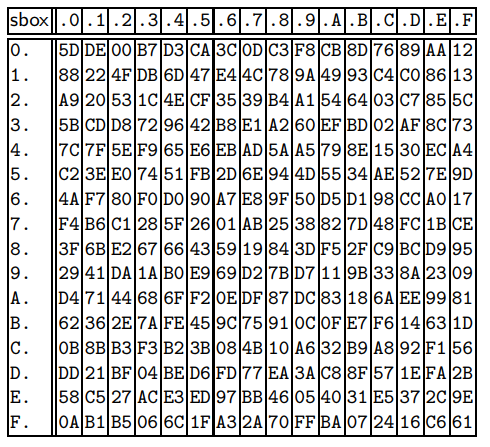 sbox .0 .1 .2 .3 .4 .5 .6 .7 .8 .9 .A .B .C .D .E .F
0. 5D DE 00 B7 D3 CA 3C 0D C3 F8 CB 8D 76 89 AA 12
1. 88 22 4F DB 6D 47 E4 4C 78 9A 49 93 C4 C0 86 13
2. A9 20 53 1C 4E CF 35 39 B4 A1 54 64 03 C7 85 5C
3. 5B CD D8 72 96 42 B8 E1 A2 60 EF BD 02 AF 8C 73
4. 7C 7F 5E F9 65 E6 EB AD 5A A5 79 8E 15 30 EC A4
5. C2 3E E0 74 51 FB 2D 6E 94 4D 55 34 AE 52 7E 9D
6. 4A F7 80 F0 D0 90 A7 E8 9F 50 D5 D1 98 CC A0 17
7. F4 B6 C1 28 5F 26 01 AB 25 38 82 7D 48 FC 1B CE
8. 3F 6B E2 67 66 43 59 19 84 3D F5 2F C9 BC D9 95
9. 29 41 DA 1A B0 E9 69 D2 7B D7 11 9B 33 8A 23 09
A. D4 71 44 68 6F F2 0E DF 87 DC 83 18 6A EE 99 81
B. 62 36 2E 7A FE 45 9C 75 91 0C 0F E7 F6 14 63 1D
C. 0B 8B B3 F3 B2 3B 08 4B 10 A6 32 B9 A8 92 F1 56
D. DD 21 BF 04 BE D6 FD 77 EA 3A C8 8F 57 1E FA 2B
E. 58 C5 27 AC E3 ED 97 BB 46 05 40 31 E5 37 2C 9E
F. 0A B1 B5 06 6C 1F A3 2A 70 FF BA 07 24 16 C6 61